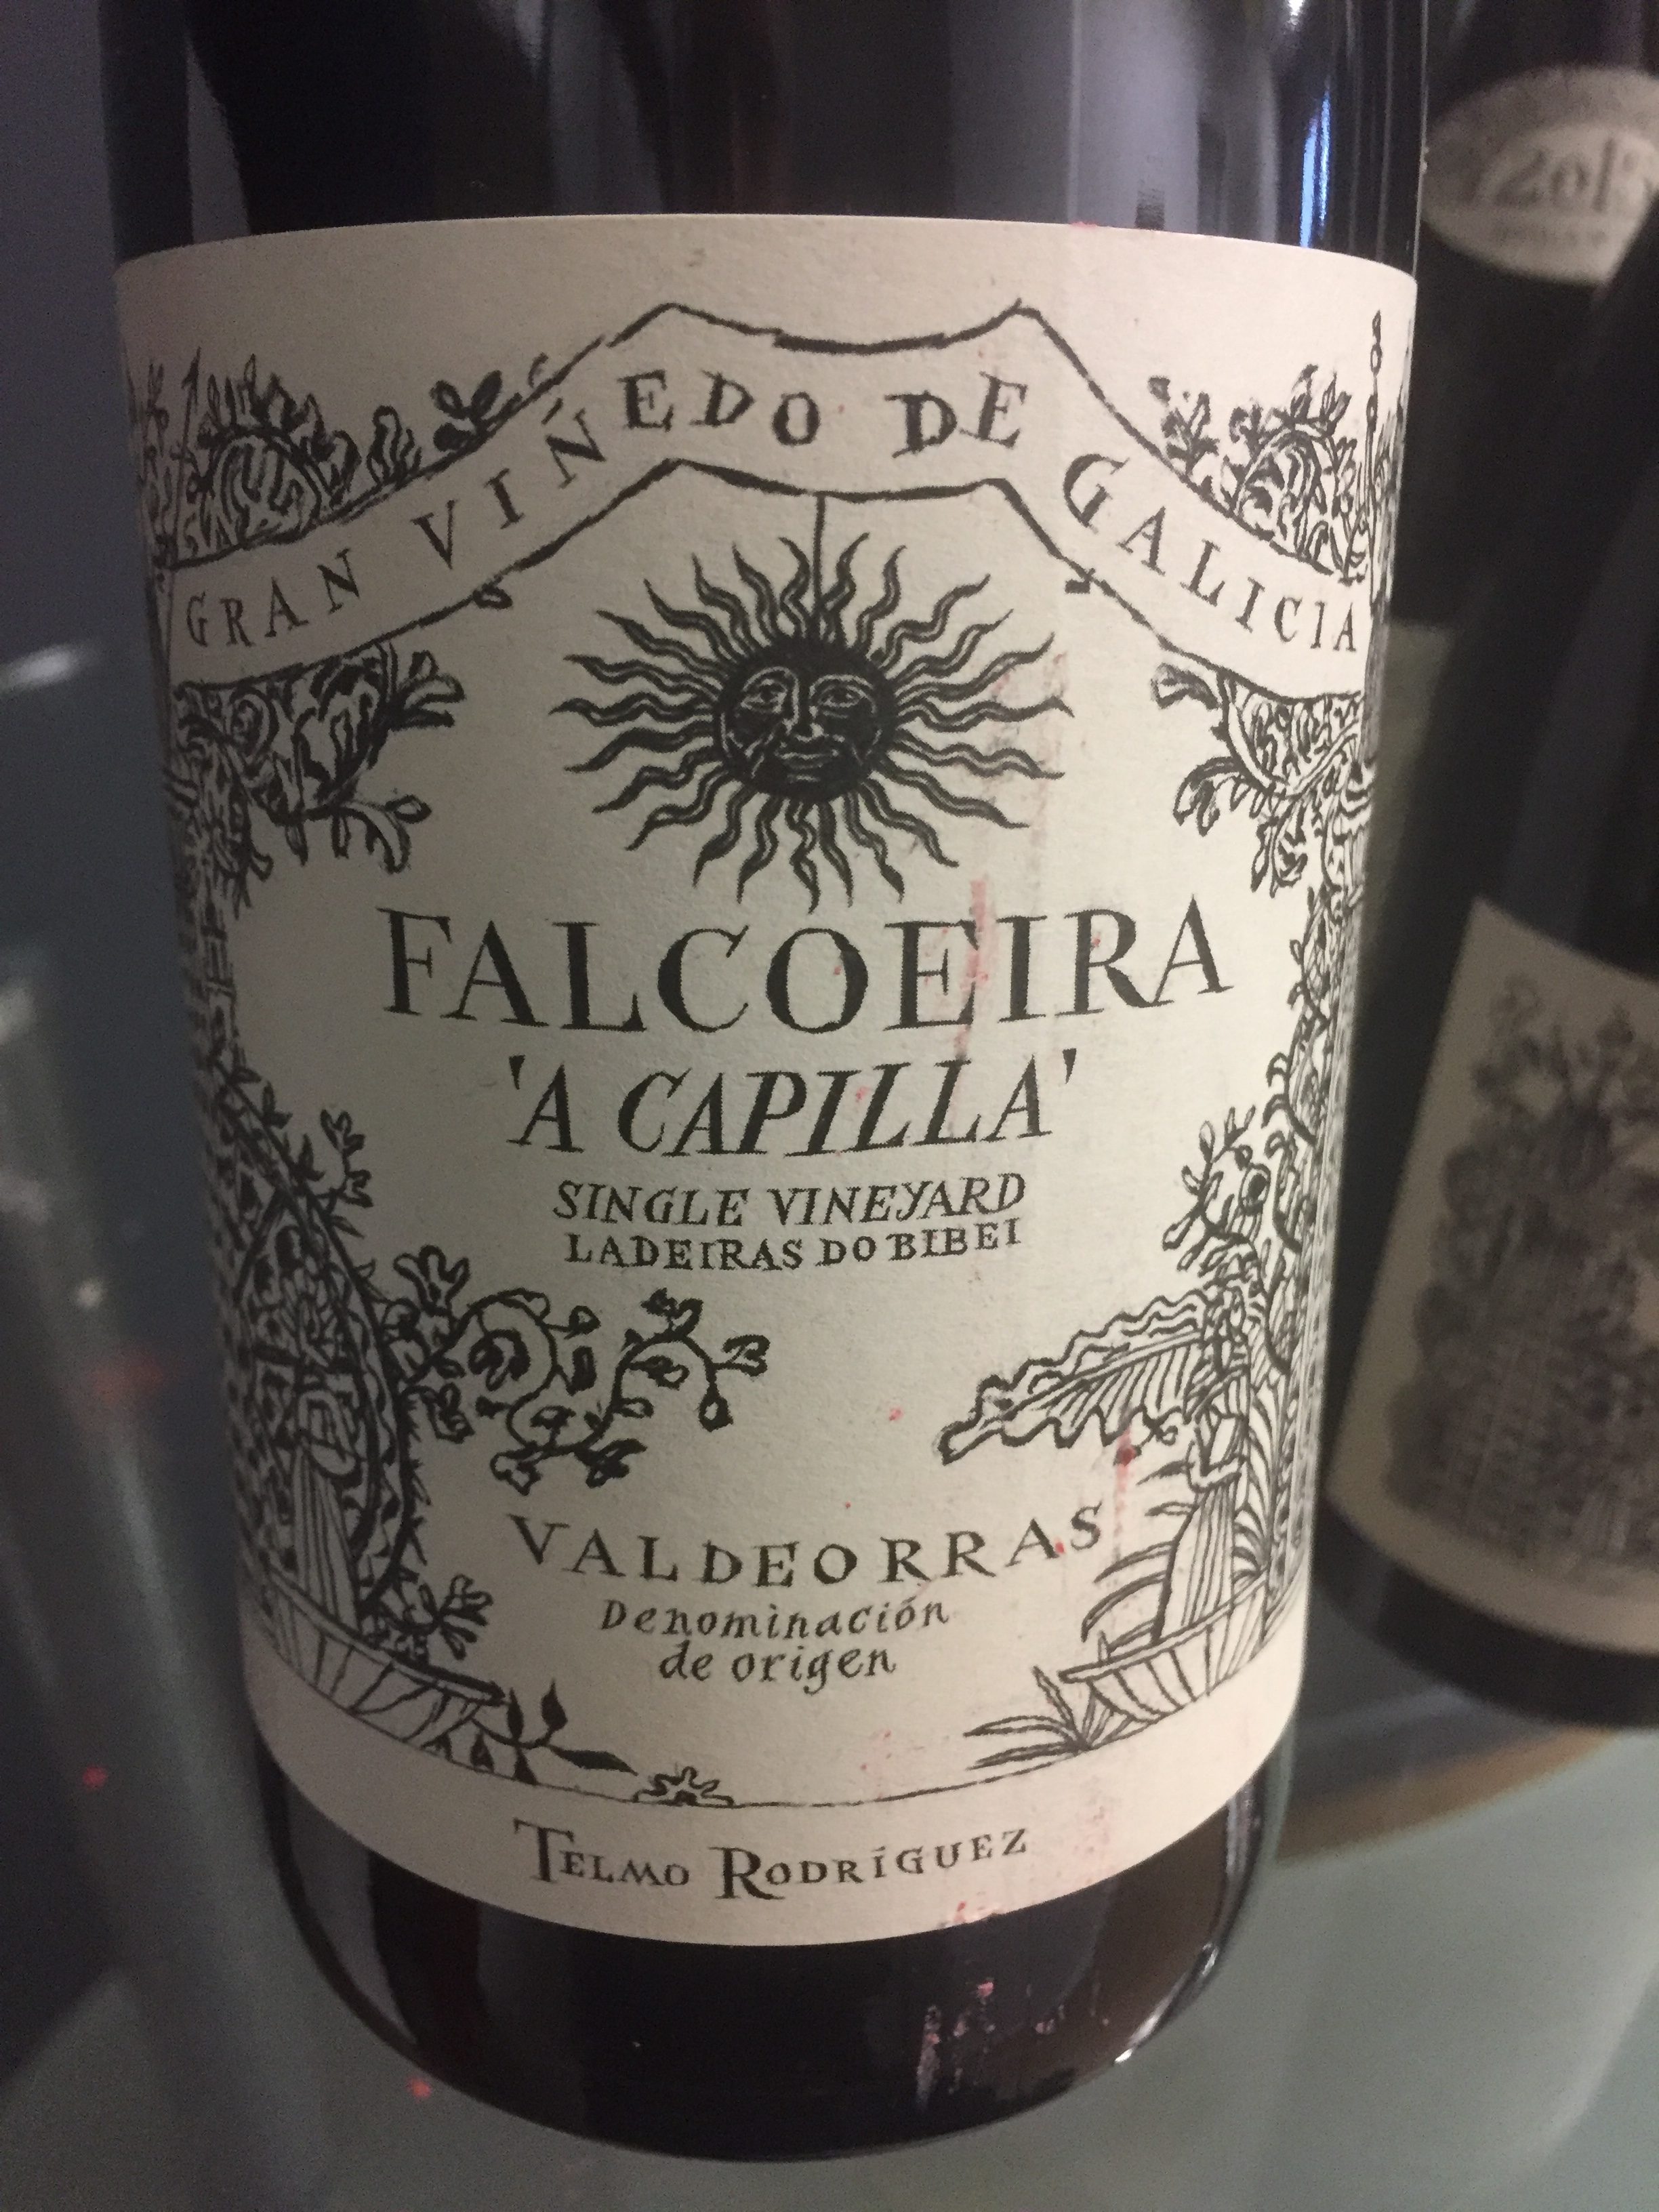 GRAN VIÑEDO DE GALICIA
FALCOEIRA
'A CAPILLA'
SINGLE VINEYARD
LADEIRAS DO BIBEI
VALDEORRAS
Denominación
de origen
TELMO RODRÍGUEZ